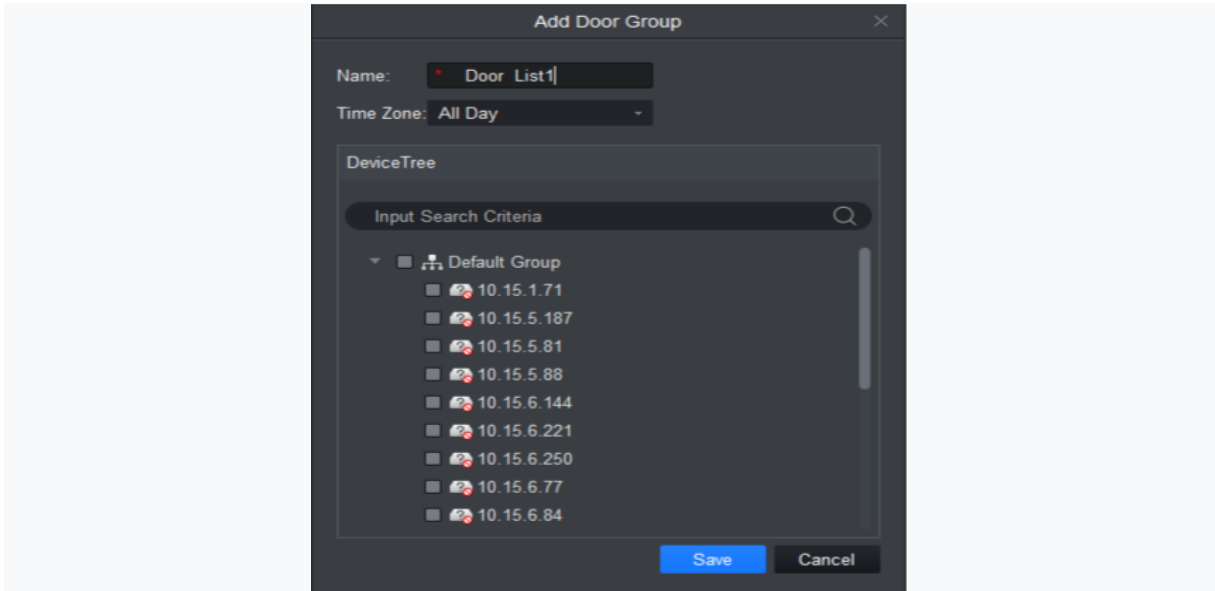 Add Door Group
Name: * Door List1
Time Zone: All Day
DeviceTree
Input Search Criteria
Default Group
10.15.1.71
10.15.5.187
10.15.5.81
10.15.5.88
10.15.6.144
10.15.6.221
10.15.6.250
10.15.6.77
10.15.6.84
Save Cancel